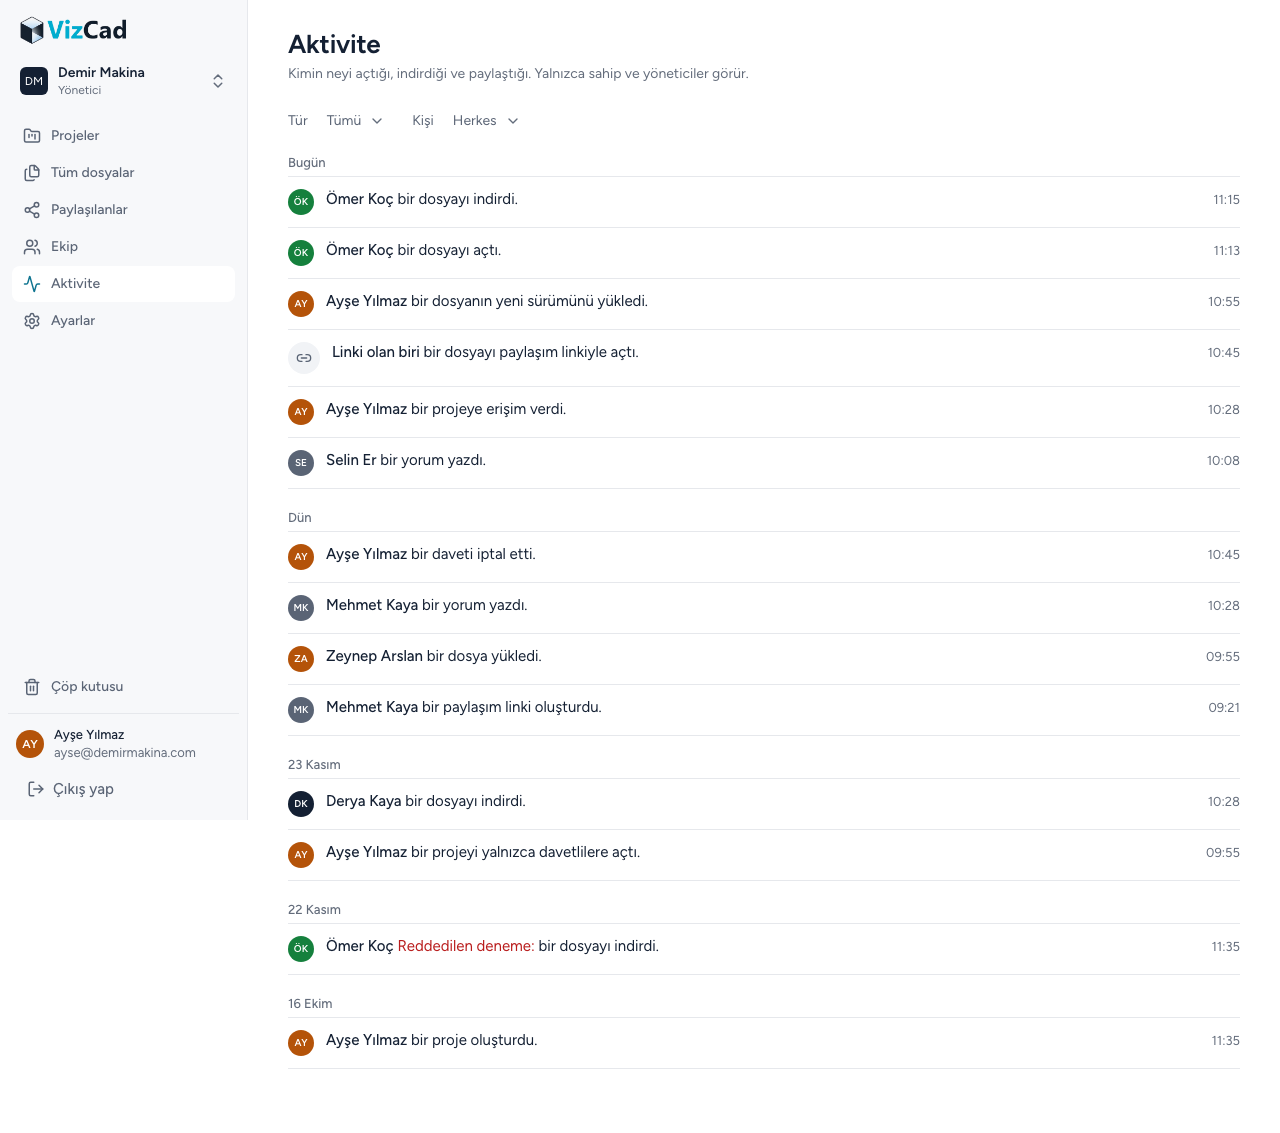 VizCad
DM
Demir Makina
Yönetici
Projeler
Tüm dosyalar
Paylaşılanlar
Ekip
Aktivite
Ayarlar
Çöp kutusu
AY
Ayşe Yılmaz
ayse@demirmakina.com
Çıkış yap
Aktivite
Kimin neyi açtığı, indirdiği ve paylaştığı. Yalnızca sahip ve yöneticiler görür.
Tür Tümü Kişi Herkes
Bugün
ÖK Ömer Koç bir dosyayı indirdi. 11:15
ÖK Ömer Koç bir dosyayı açtı. 11:13
AY Ayşe Yılmaz bir dosyanın yeni sürümünü yükledi. 10:55
Linki olan biri bir dosyayı paylaşım linkiyle açtı. 10:45
AY Ayşe Yılmaz bir projeye erişim verdi. 10:28
SE Selin Er bir yorum yazdı. 10:08
Dün
AY Ayşe Yılmaz bir daveti iptal etti. 10:45
MK Mehmet Kaya bir yorum yazdı. 10:28
ZA Zeynep Arslan bir dosya yükledi. 09:55
MK Mehmet Kaya bir paylaşım linki oluşturdu. 09:21
23 Kasım
DK Derya Kaya bir dosyayı indirdi. 10:28
AY Ayşe Yılmaz bir projeyi yalnızca davetlilere açtı. 09:55
22 Kasım
ÖK Ömer Koç Reddedilen deneme: bir dosyayı indirdi. 11:35
16 Ekim
AY Ayşe Yılmaz bir proje oluşturdu. 11:35